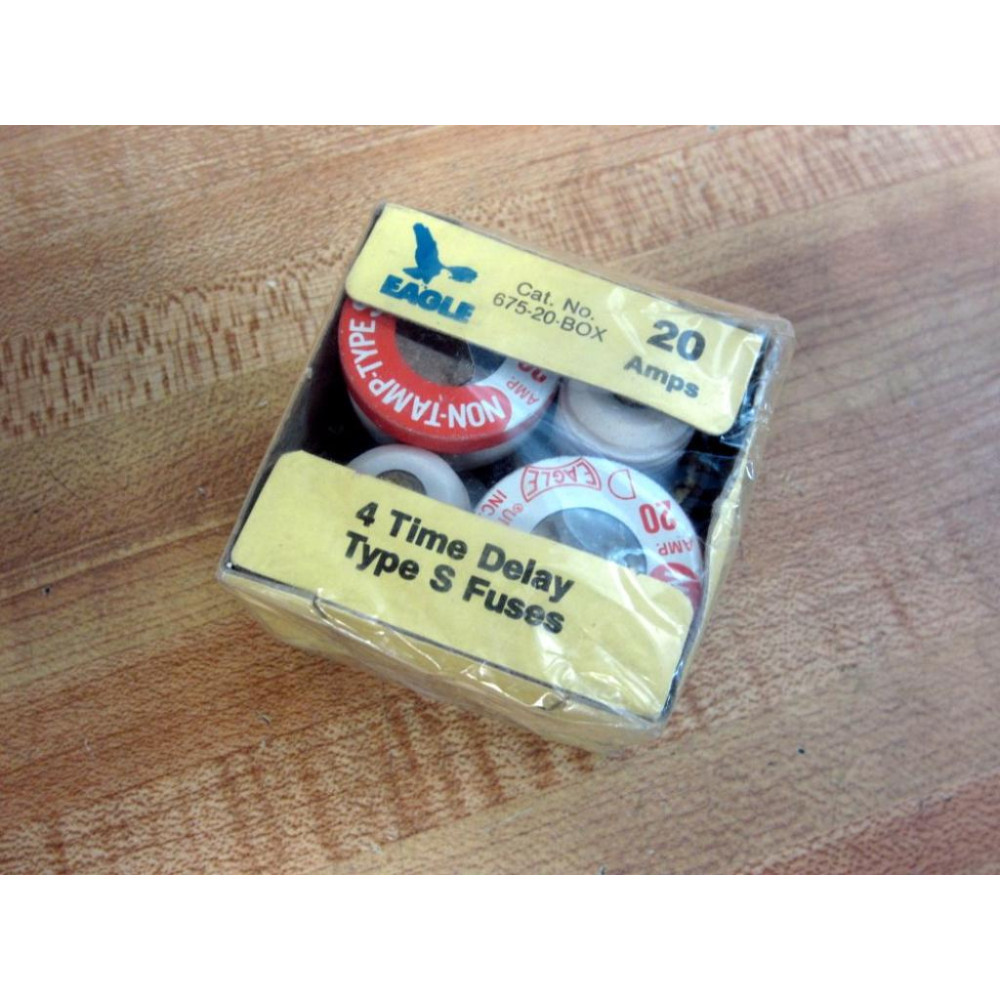 EAGLE
Cat. No.
675-20-BOX
20
Amps
NON-TAMP-TYPE S
AMP.
EAGLE
D
20
AMP.
INC.
4 Time Delay
Type S Fuses